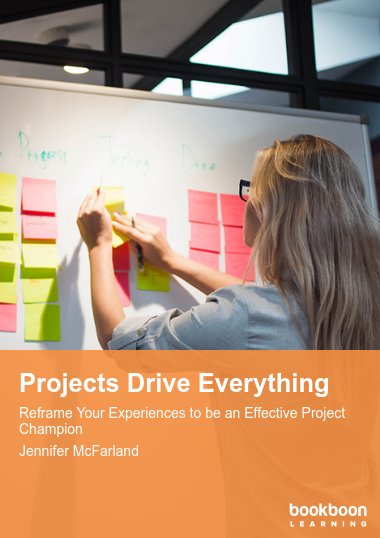 Progress Testing Done
Projects Drive Everything
Reframe Your Experiences to be an Effective Project
Champion
Jennifer McFarland
bookboon
LEARNING